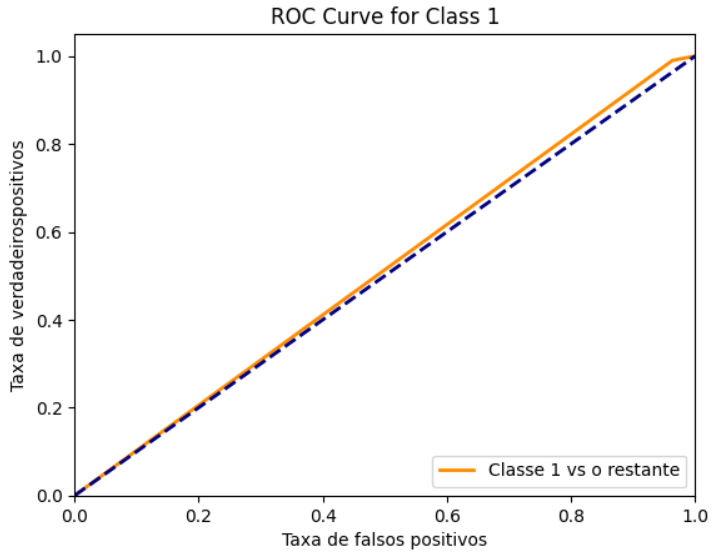 ROC Curve for Class 1
Taxa de verdadeirospositivos
1.0
0.8
0.6
0.4
0.2
0.0
0.0 0.2 0.4 0.6 0.8 1.0
Classe 1 vs o restante
Taxa de falsos positivos